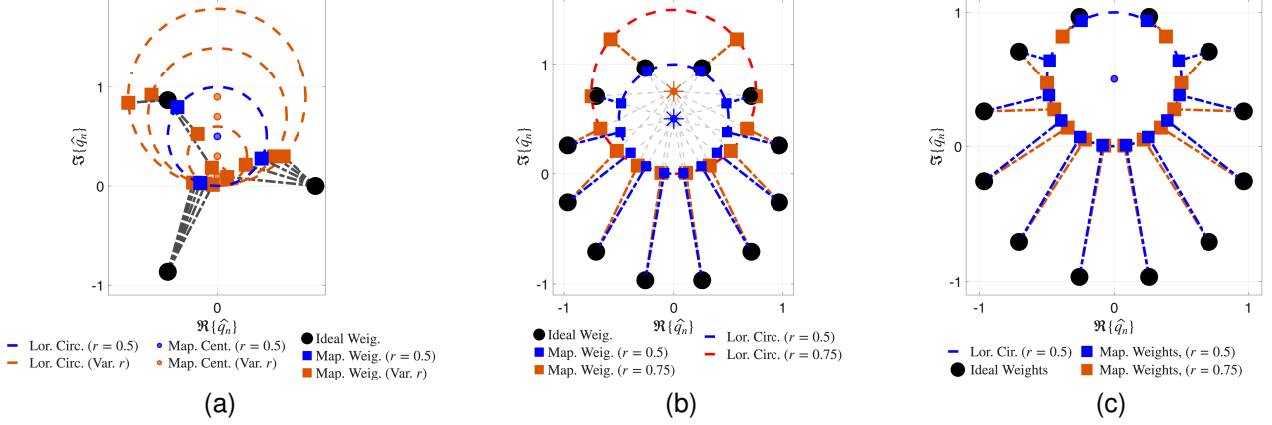 1
0
-1
0
ℑ{q̂ₙ}
ℜ{q̂ₙ}
Lor. Circ. (r = 0.5)
Lor. Circ. (Var. r)
Map. Cent. (r = 0.5)
Map. Cent. (Var. r)
Ideal Weig.
Map. Weig. (r = 0.5)
Map. Weig. (Var. r)
(a)
1
0
-1
-1
0
1
ℑ{q̂ₙ}
ℜ{q̂ₙ}
Ideal Weig.
Map. Weig. (r = 0.5)
Map. Weig. (r = 0.75)
Lor. Circ. (r = 0.5)
Lor. Circ. (r = 0.75)
(b)
1
0
-1
-1
0
1
ℑ{q̂ₙ}
ℜ{q̂ₙ}
Lor. Cir. (r = 0.5)
Ideal Weights
Map. Weights, (r = 0.5)
Map. Weights, (r = 0.75)
(c)